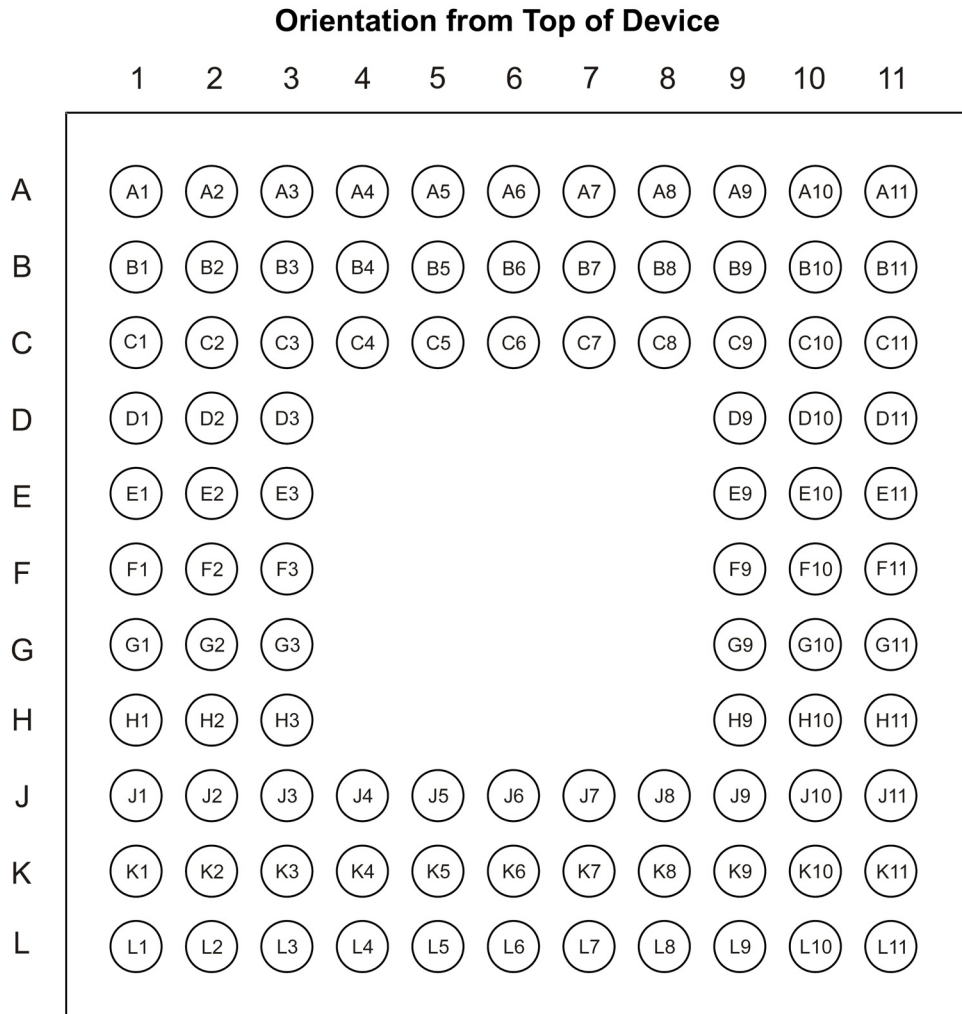 Orientation from Top of Device
1 2 3 4 5 6 7 8 9 10 11
A A1 A2 A3 A4 A5 A6 A7 A8 A9 A10 A11
B B1 B2 B3 B4 B5 B6 B7 B8 B9 B10 B11
C C1 C2 C3 C4 C5 C6 C7 C8 C9 C10 C11
D D1 D2 D3 D9 D10 D11
E E1 E2 E3 E9 E10 E11
F F1 F2 F3 F9 F10 F11
G G1 G2 G3 G9 G10 G11
H H1 H2 H3 H9 H10 H11
J J1 J2 J3 J4 J5 J6 J7 J8 J9 J10 J11
K K1 K2 K3 K4 K5 K6 K7 K8 K9 K10 K11
L L1 L2 L3 L4 L5 L6 L7 L8 L9 L10 L11